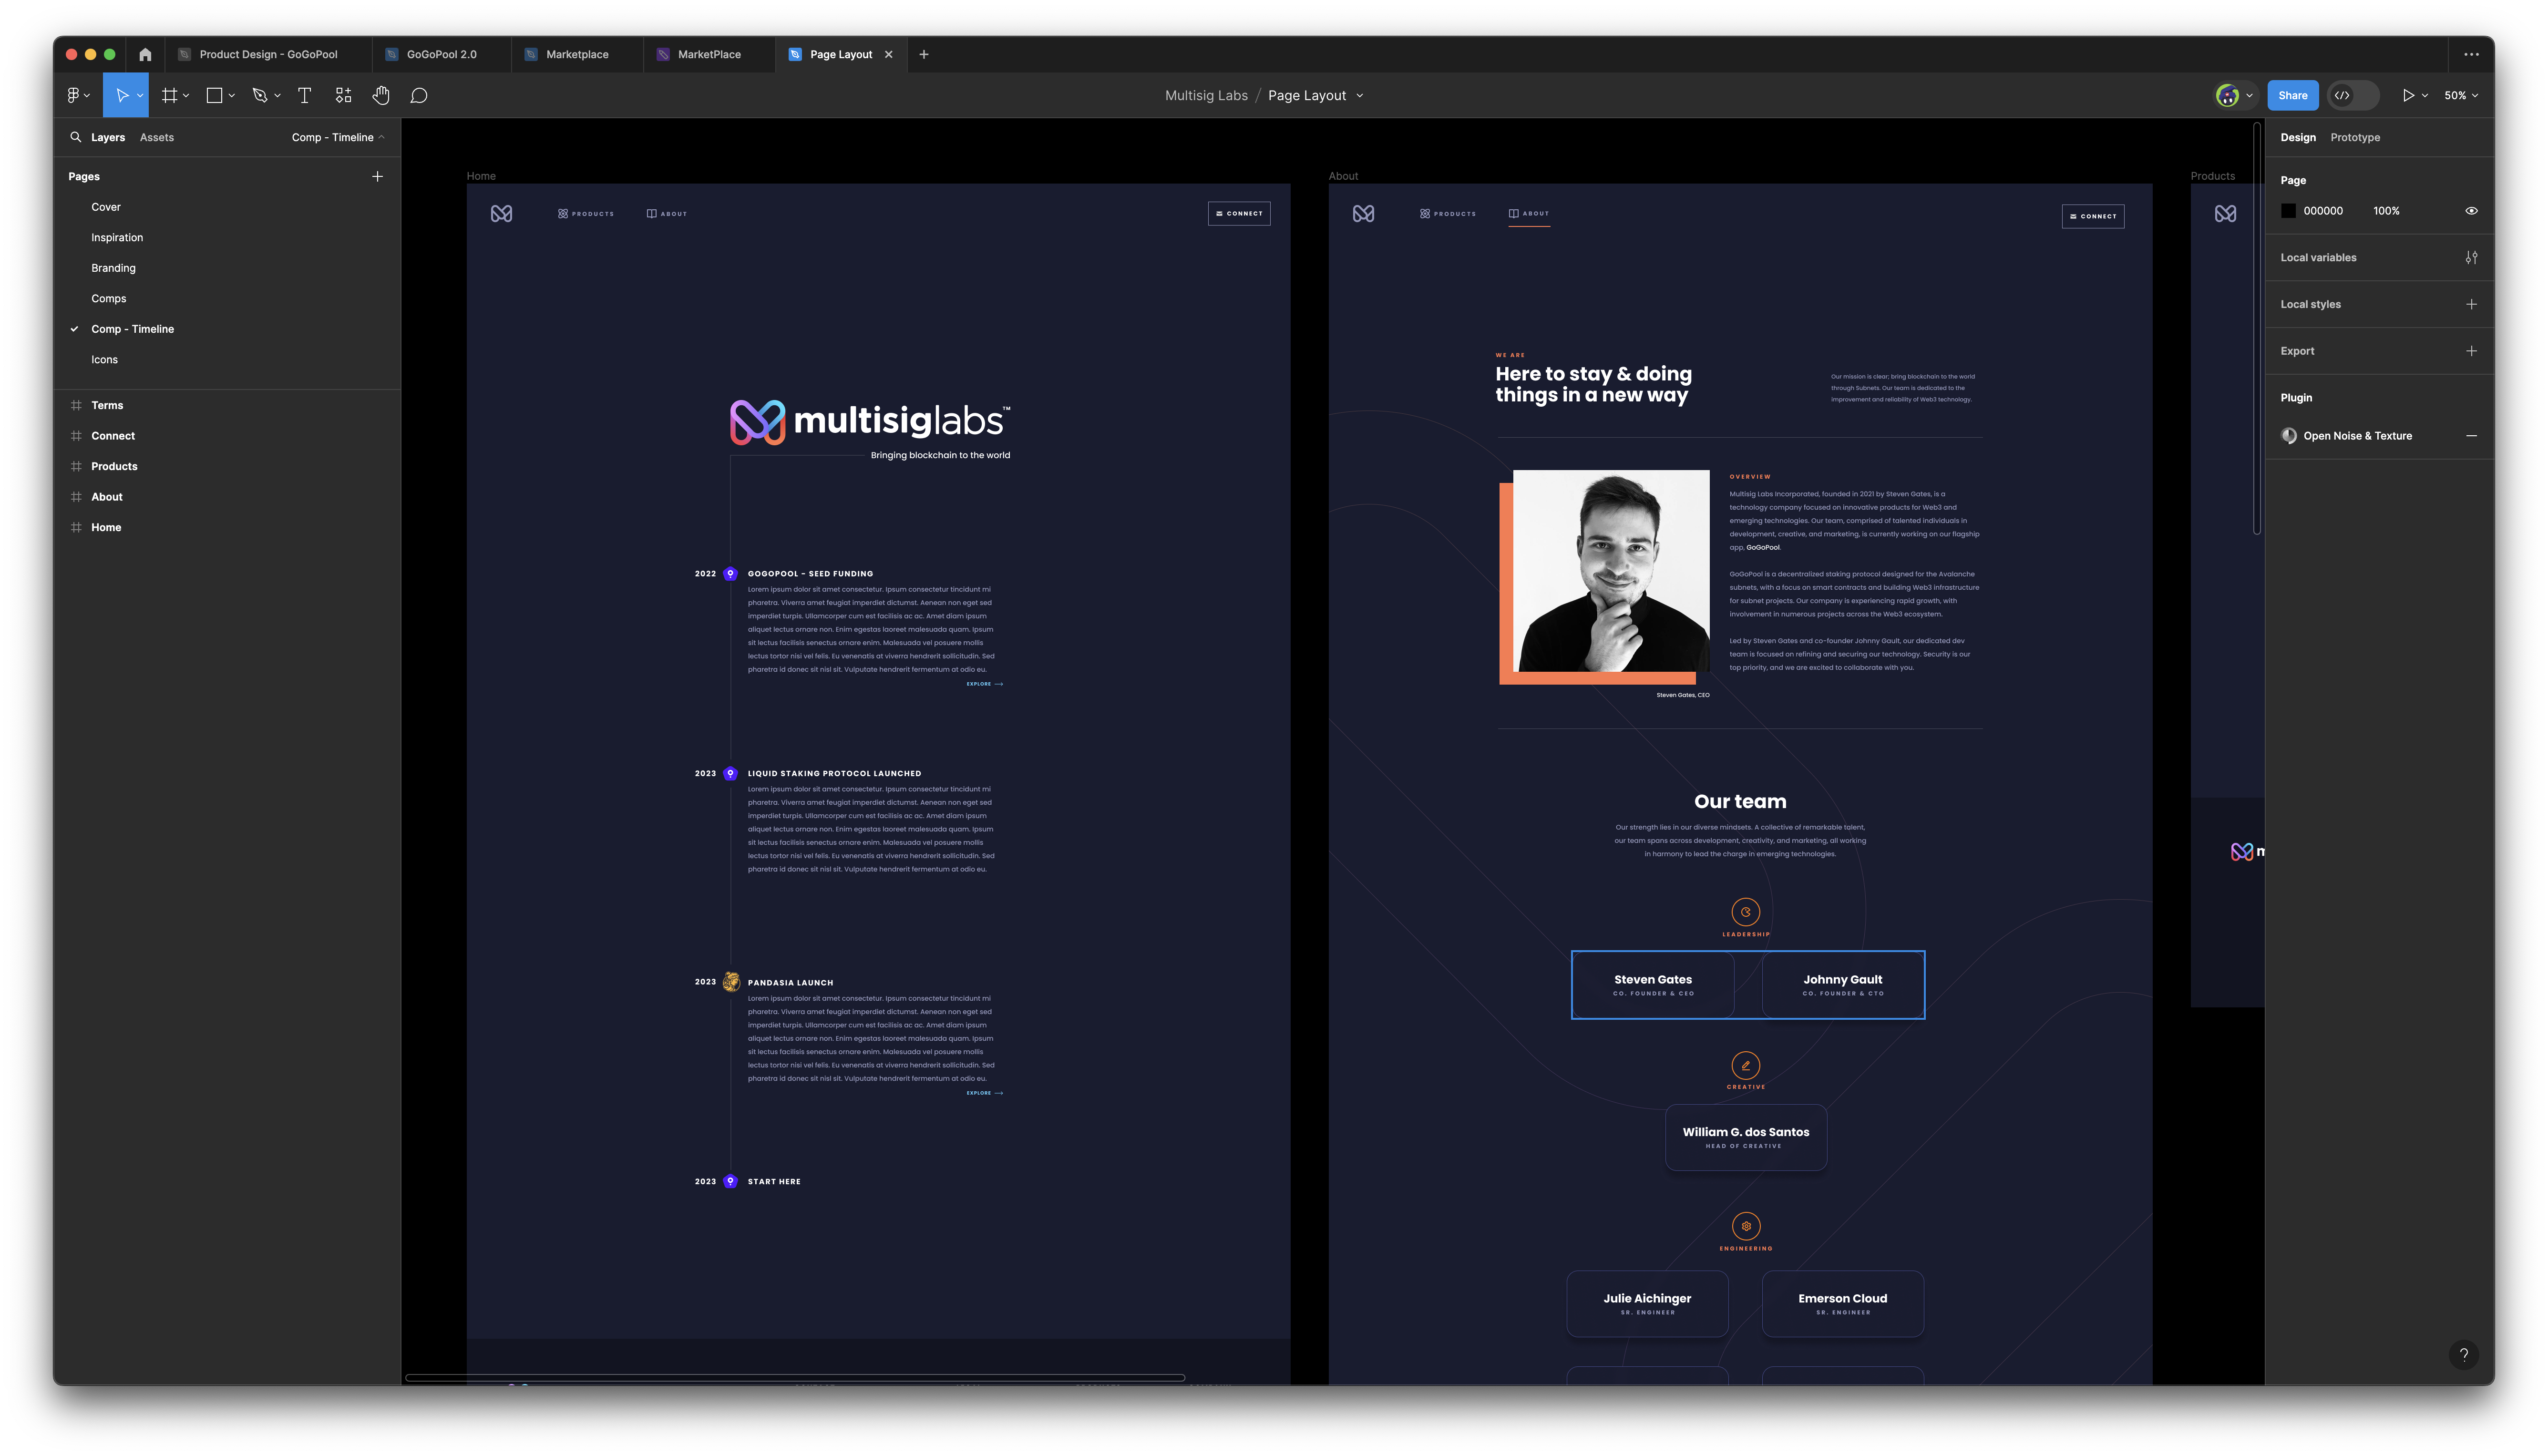 Product Design - GoGoPool
GoGoPool 2.0
Marketplace
MarketPlace
Page Layout
Multisig Labs / Page Layout
Share
50%
Layers
Assets
Comp - Timeline
Pages
Cover
Inspiration
Branding
Comps
Comp - Timeline
Icons
Terms
Connect
Products
About
Home
Home
PRODUCTS
ABOUT
CONNECT
multisiglabs™
Bringing blockchain to the world
2022
GOGOPOOL - SEED FUNDING
Lorem ipsum dolor sit amet consectetur. Ipsum consectetur tincidunt mi
pharetra. Viverra amet feugiat imperdiet dictumst. Aenean non eget sed
imperdiet turpis. Ullamcorper cum est facilisis ac ac. Amet diam ipsum
aliquet lectus ornare non. Enim egestas laoreet malesuada quam. Ipsum
sit lectus facilisis senectus ornare enim. Malesuada vel posuere mollis
lectus tortor nisi vel felis. Eu venenatis at viverra hendrerit sollicitudin. Sed
pharetra id donec sit nisl sit. Vulputate hendrerit fermentum at odio eu.
EXPLORE
2023
LIQUID STAKING PROTOCOL LAUNCHED
Lorem ipsum dolor sit amet consectetur. Ipsum consectetur tincidunt mi
pharetra. Viverra amet feugiat imperdiet dictumst. Aenean non eget sed
imperdiet turpis. Ullamcorper cum est facilisis ac ac. Amet diam ipsum
aliquet lectus ornare non. Enim egestas laoreet malesuada quam. Ipsum
sit lectus facilisis senectus ornare enim. Malesuada vel posuere mollis
lectus tortor nisi vel felis. Eu venenatis at viverra hendrerit sollicitudin. Sed
pharetra id donec sit nisl sit. Vulputate hendrerit fermentum at odio eu.
2023
PANDASIA LAUNCH
Lorem ipsum dolor sit amet consectetur. Ipsum consectetur tincidunt mi
pharetra. Viverra amet feugiat imperdiet dictumst. Aenean non eget sed
imperdiet turpis. Ullamcorper cum est facilisis ac ac. Amet diam ipsum
aliquet lectus ornare non. Enim egestas laoreet malesuada quam. Ipsum
sit lectus facilisis senectus ornare enim. Malesuada vel posuere mollis
lectus tortor nisi vel felis. Eu venenatis at viverra hendrerit sollicitudin. Sed
pharetra id donec sit nisl sit. Vulputate hendrerit fermentum at odio eu.
EXPLORE
2023
START HERE
About
PRODUCTS
ABOUT
CONNECT
WE ARE
Here to stay & doing
things in a new way
Our mission is clear; bring blockchain to the world
through Subnets. Our team is dedicated to the
improvement and reliability of Web3 technology.
OVERVIEW
Multisig Labs Incorporated, founded in 2021 by Steven Gates, is a
technology company focused on innovative products for Web3 and
emerging technologies. Our team, comprised of talented individuals in
development, creative, and marketing, is currently working on our flagship
app, GoGoPool.
GoGoPool is a decentralized staking protocol designed for the Avalanche
subnets, with a focus on smart contracts and building Web3 infrastructure
for subnet projects. Our company is experiencing rapid growth, with
involvement in numerous projects across the Web3 ecosystem.
Led by Steven Gates and co-founder Johnny Gault, our dedicated dev
team is focused on refining and securing our technology. Security is our
top priority, and we are excited to collaborate with you.
Steven Gates, CEO
Our team
Our strength lies in our diverse mindsets. A collective of remarkable talent,
our team spans across development, creativity, and marketing, all working
in harmony to lead the charge in emerging technologies.
LEADERSHIP
Steven Gates
CO. FOUNDER & CEO
Johnny Gault
CO. FOUNDER & CTO
CREATIVE
William G. dos Santos
HEAD OF CREATIVE
ENGINEERING
Julie Aichinger
SR. ENGINEER
Emerson Cloud
SR. ENGINEER
Products
Design
Prototype
Page
000000
100%
Local variables
Local styles
Export
Plugin
Open Noise & Texture
?